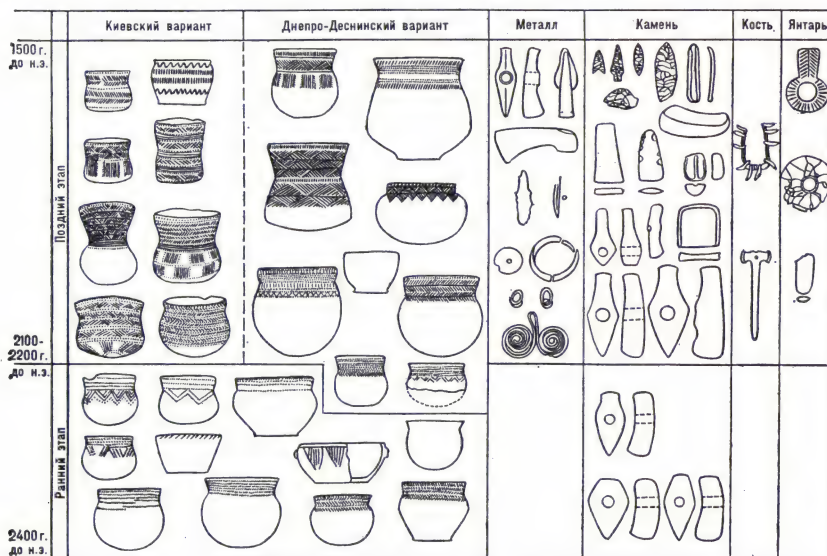 Киевский вариант
Днепро-Деснинский вариант
Металл
Камень
Кость
Янтарь
1500 г.
до н.э.
Поздний этап
2100-
2200 г.
до н.э.
Ранний этап
2400 г.
до н.э.